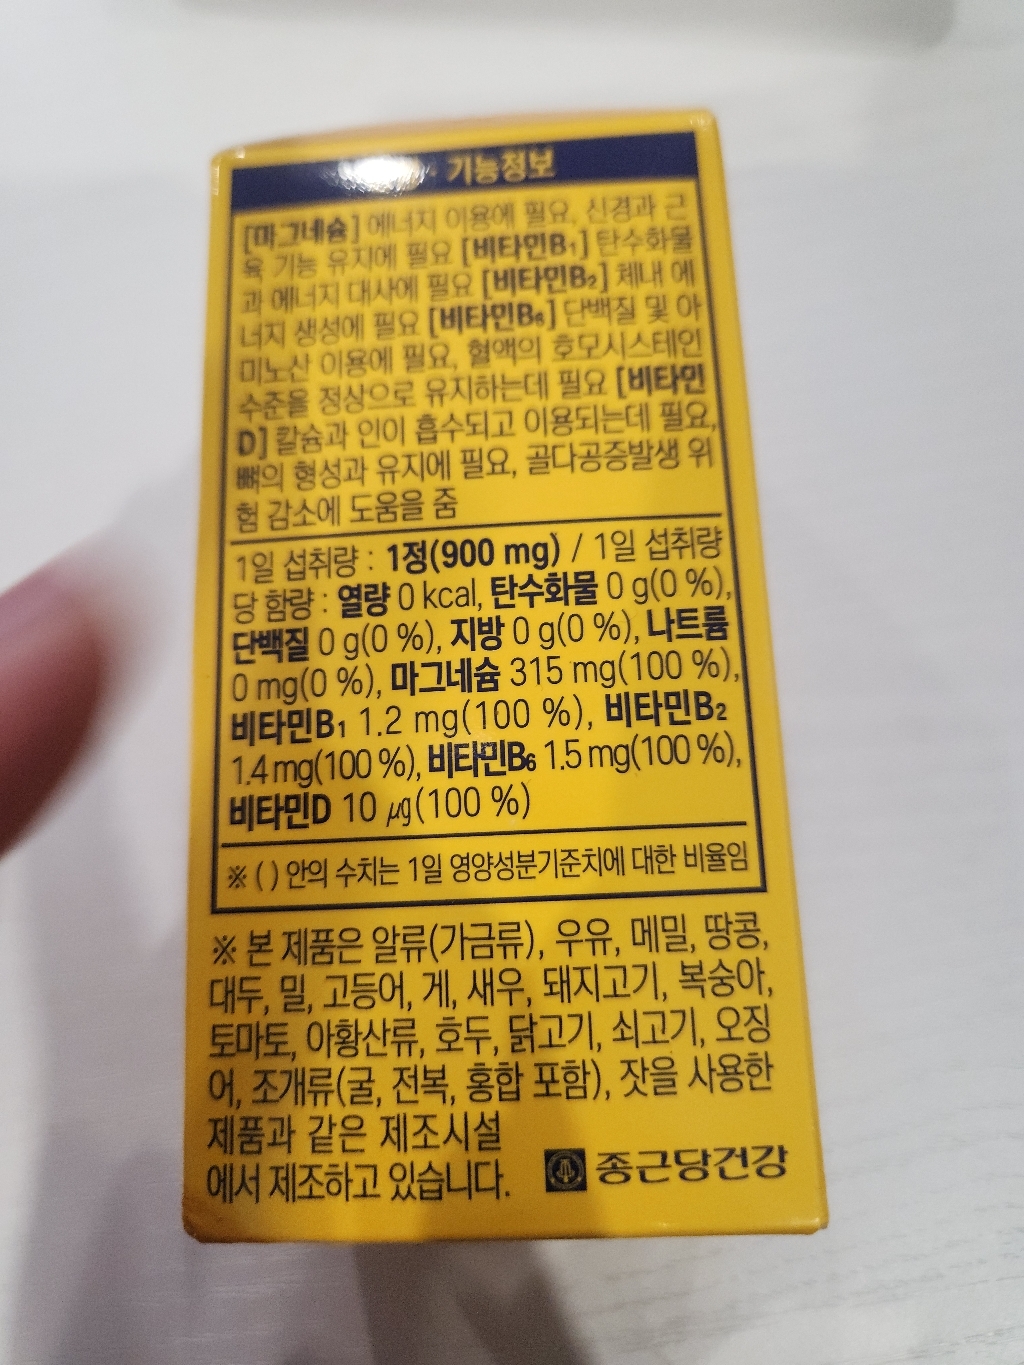 · 기능정보
[마그네슘] 에너지 이용에 필요, 신경과 근
육 기능 유지에 필요 [비타민B₁] 탄수화물
과 에너지 대사에 필요 [비타민B₂] 체내 에
너지 생성에 필요 [비타민B₆] 단백질 및 아
미노산 이용에 필요, 혈액의 호모시스테인
수준을 정상으로 유지하는데 필요 [비타민
D] 칼슘과 인이 흡수되고 이용되는데 필요,
뼈의 형성과 유지에 필요, 골다공증발생 위
험 감소에 도움을 줌
1일 섭취량 : 1정(900 mg) / 1일 섭취량
당 함량 : 열량 0 kcal, 탄수화물 0 g(0 %),
단백질 0 g(0 %), 지방 0 g(0 %), 나트륨
0 mg(0 %), 마그네슘 315 mg(100 %),
비타민B₁ 1.2 mg(100 %), 비타민B₂
1.4 mg(100 %), 비타민B₆ 1.5 mg(100 %),
비타민D 10 ㎍(100 %)
※ ( ) 안의 수치는 1일 영양성분기준치에 대한 비율임
※ 본 제품은 알류(가금류), 우유, 메밀, 땅콩,
대두, 밀, 고등어, 게, 새우, 돼지고기, 복숭아,
토마토, 아황산류, 호두, 닭고기, 쇠고기, 오징
어, 조개류(굴, 전복, 홍합 포함), 잣을 사용한
제품과 같은 제조시설
에서 제조하고 있습니다.
종근당건강